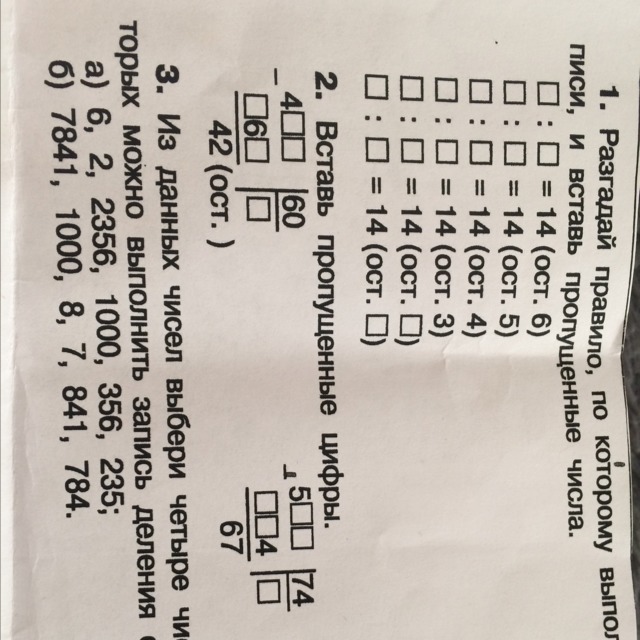 1. Разгадай правило, по которому выпол
писи, и вставь пропущенные числа.
□ : □ = 14 (ост. 6)
□ : □ = 14 (ост. 5)
□ : □ = 14 (ост. 4)
□ : □ = 14 (ост. 3)
□ : □ = 14 (ост. □)
□ : □ = 14 (ост. □)
2. Вставь пропущенные цифры.
4□□ 60 5□□ 74
□6□ □ □□4 □
42 (ост. ) 67
3. Из данных чисел выбери четыре чис
торых можно выполнить запись деления с
а) 6, 2, 2356, 1000, 356, 235;
б) 7841, 1000, 8, 7, 841, 784.